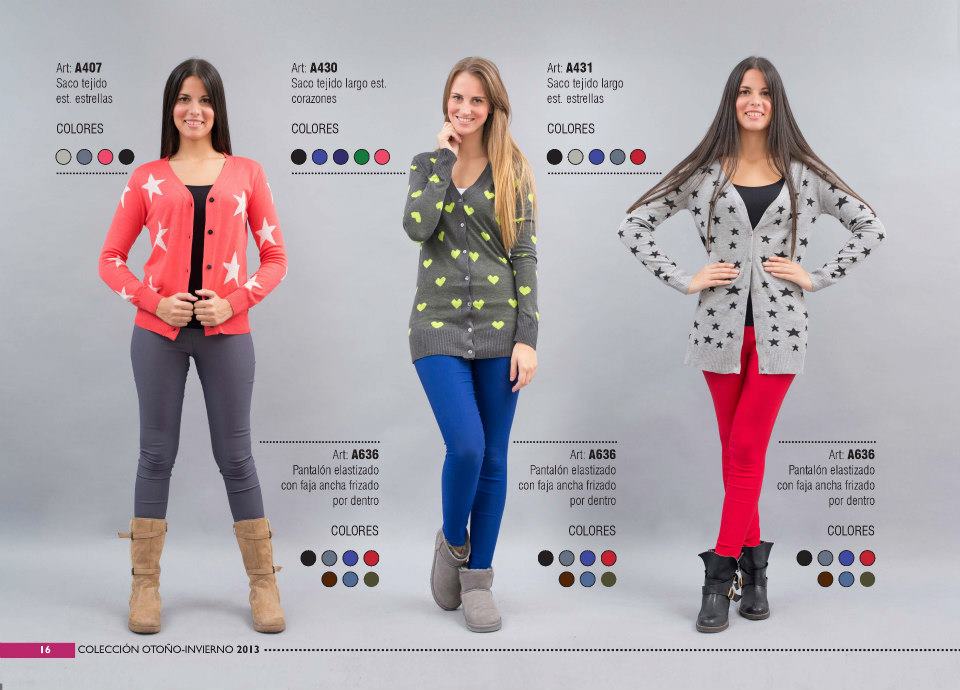 Art: A407
Saco tejido
est. estrellas
COLORES
Art: A430
Saco tejido largo est.
corazones
COLORES
Art: A431
Saco tejido largo
est. estrellas
COLORES
Art: A636
Pantalón elastizado
con faja ancha frizado
por dentro
COLORES
Art: A636
Pantalón elastizado
con faja ancha frizado
por dentro
COLORES
Art: A636
Pantalón elastizado
con faja ancha frizado
por dentro
COLORES
16 COLECCIÓN OTOÑO-INVIERNO 2013